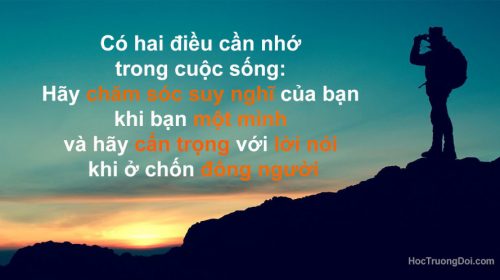 Có hai điều cần nhớ
trong cuộc sống:
Hãy chăm sóc suy nghĩ của bạn
khi bạn một mình
và hãy cẩn trọng với lời nói
khi ở chốn đông người
HocTruongDoi.com